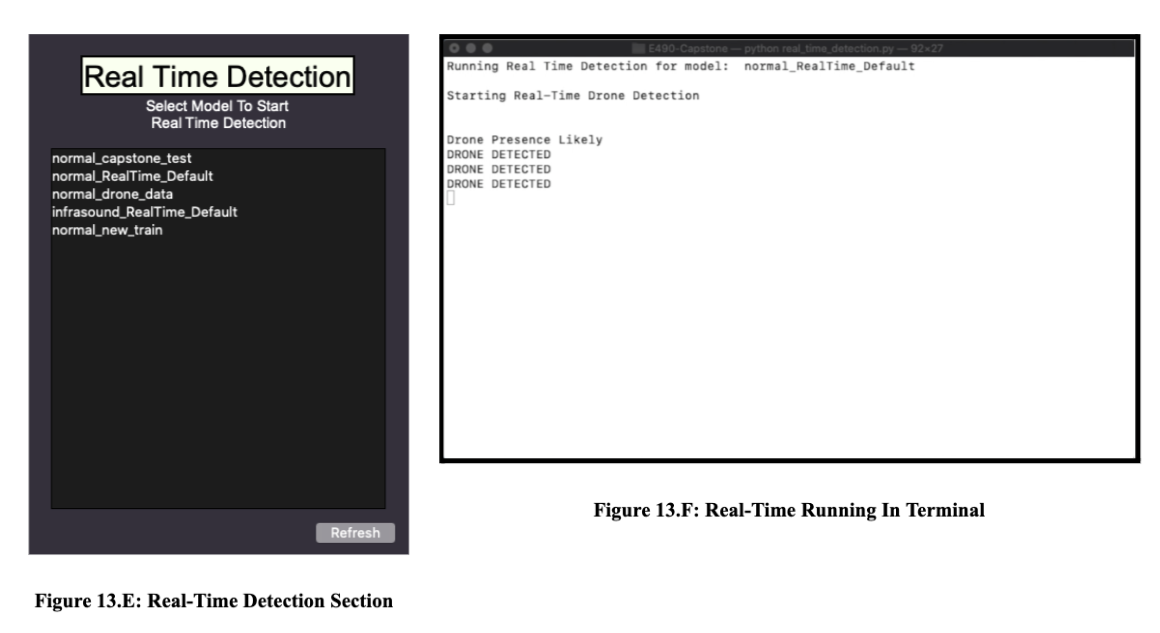 Real Time Detection
Select Model To Start
Real Time Detection
normal_capstone_test
normal_RealTime_Default
normal_drone_data
infrasound_RealTime_Default
normal_new_train
Refresh
Figure 13.E: Real-Time Detection Section
E490-Capstone — python real_time_detection.py — 92×27
Running Real Time Detection for model:  normal_RealTime_Default
Starting Real-Time Drone Detection
Drone Presence Likely
DRONE DETECTED
DRONE DETECTED
DRONE DETECTED
Figure 13.F: Real-Time Running In Terminal